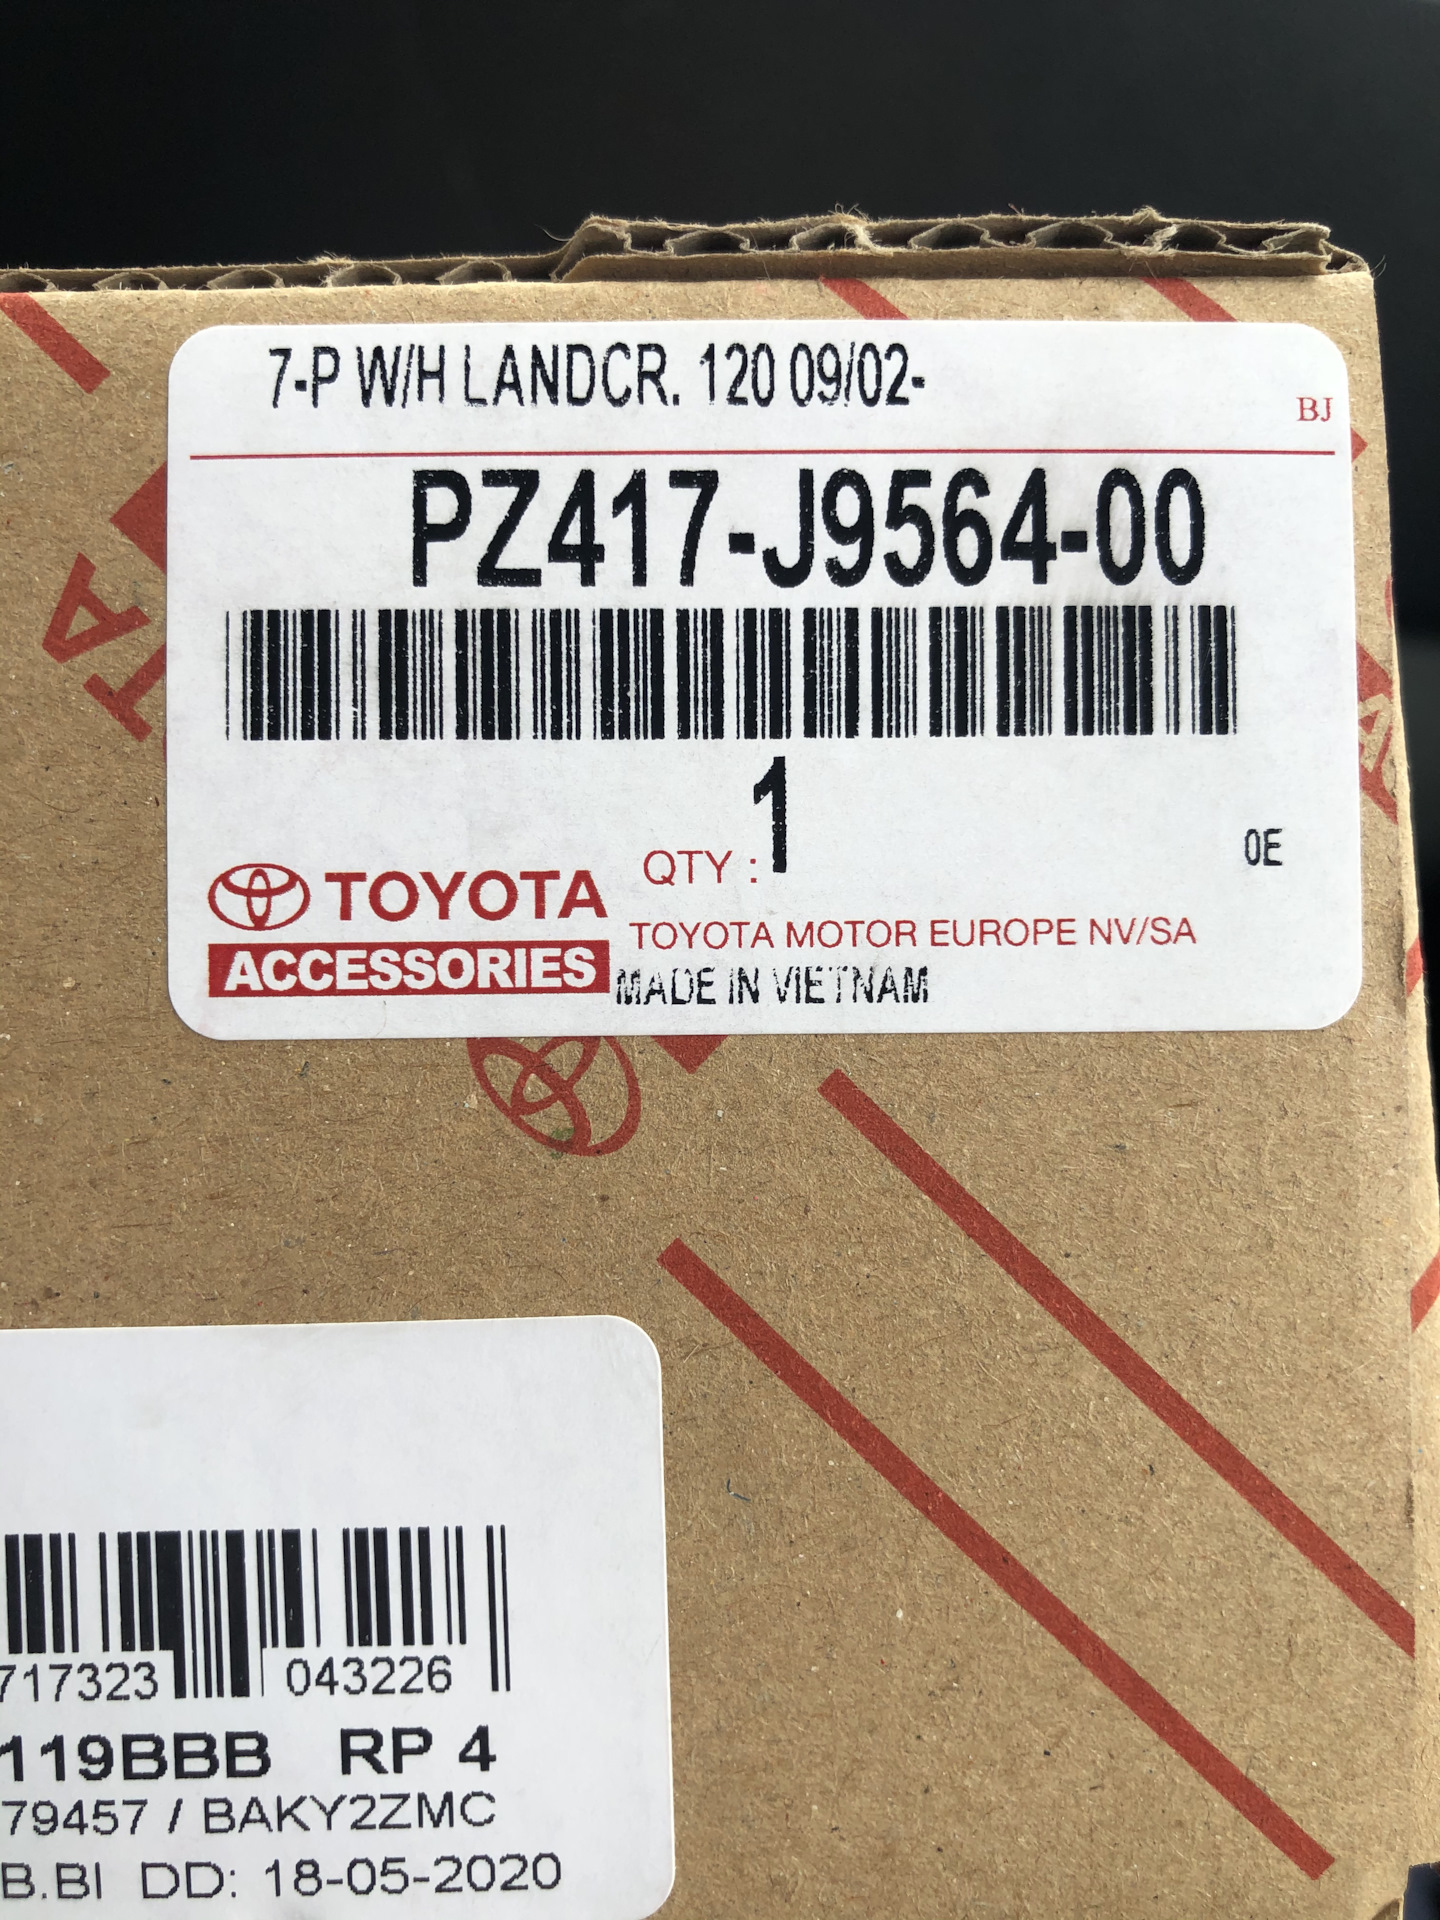 7-P W/H LANDCR. 120 09/02-
BJ
PZ417-J9564-00
1
QTY :
0E
TOYOTA
ACCESSORIES
TOYOTA MOTOR EUROPE NV/SA
MADE IN VIETNAM
TA
717323 043226
119BBB RP 4
79457 / BAKY2ZMC
B.BI DD: 18-05-2020